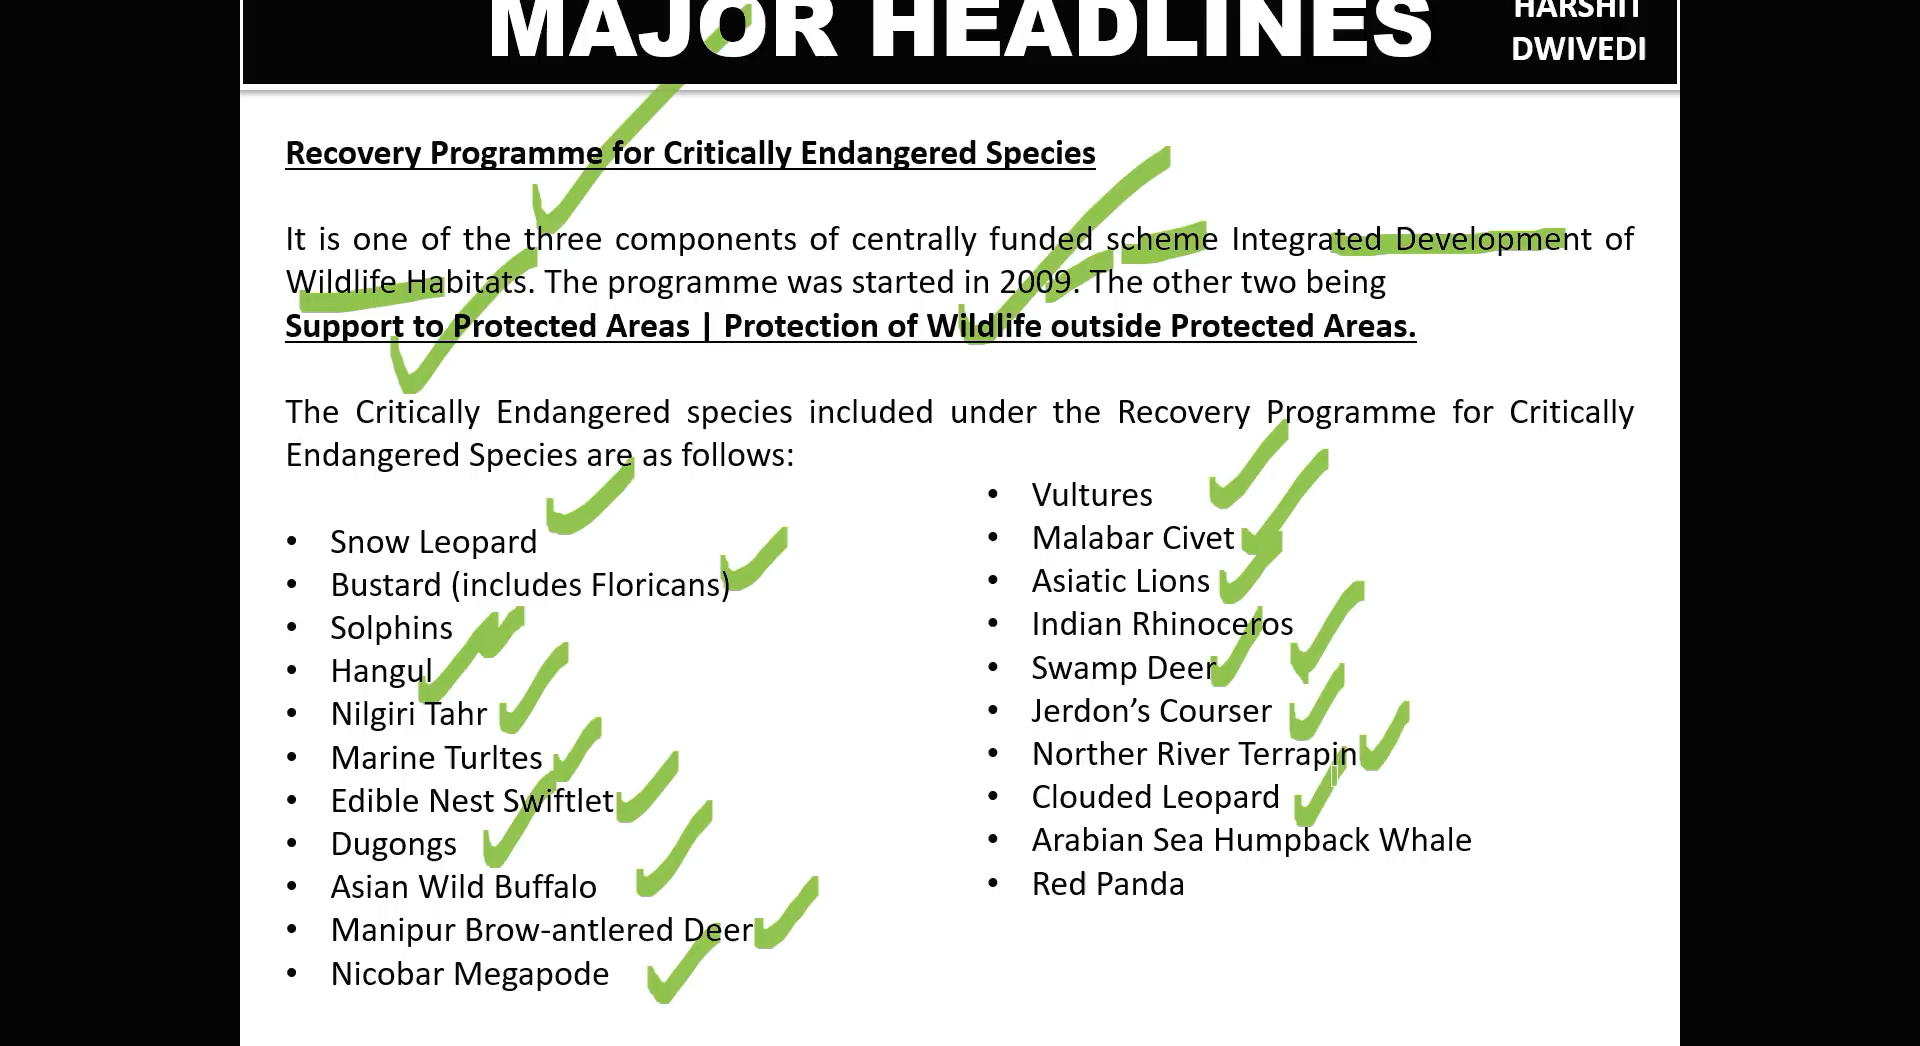 MAJOR HEADLINES
HARSHIT
DWIVEDI
Recovery Programme for Critically Endangered Species
It is one of the three components of centrally funded scheme Integrated Development of
Wildlife Habitats. The programme was started in 2009. The other two being
Support to Protected Areas | Protection of Wildlife outside Protected Areas.
The Critically Endangered species included under the Recovery Programme for Critically
Endangered Species are as follows:
• Snow Leopard
• Bustard (includes Floricans)
• Solphins
• Hangul
• Nilgiri Tahr
• Marine Turltes
• Edible Nest Swiftlet
• Dugongs
• Asian Wild Buffalo
• Manipur Brow-antlered Deer
• Nicobar Megapode
• Vultures
• Malabar Civet
• Asiatic Lions
• Indian Rhinoceros
• Swamp Deer
• Jerdon’s Courser
• Norther River Terrapin
• Clouded Leopard
• Arabian Sea Humpback Whale
• Red Panda